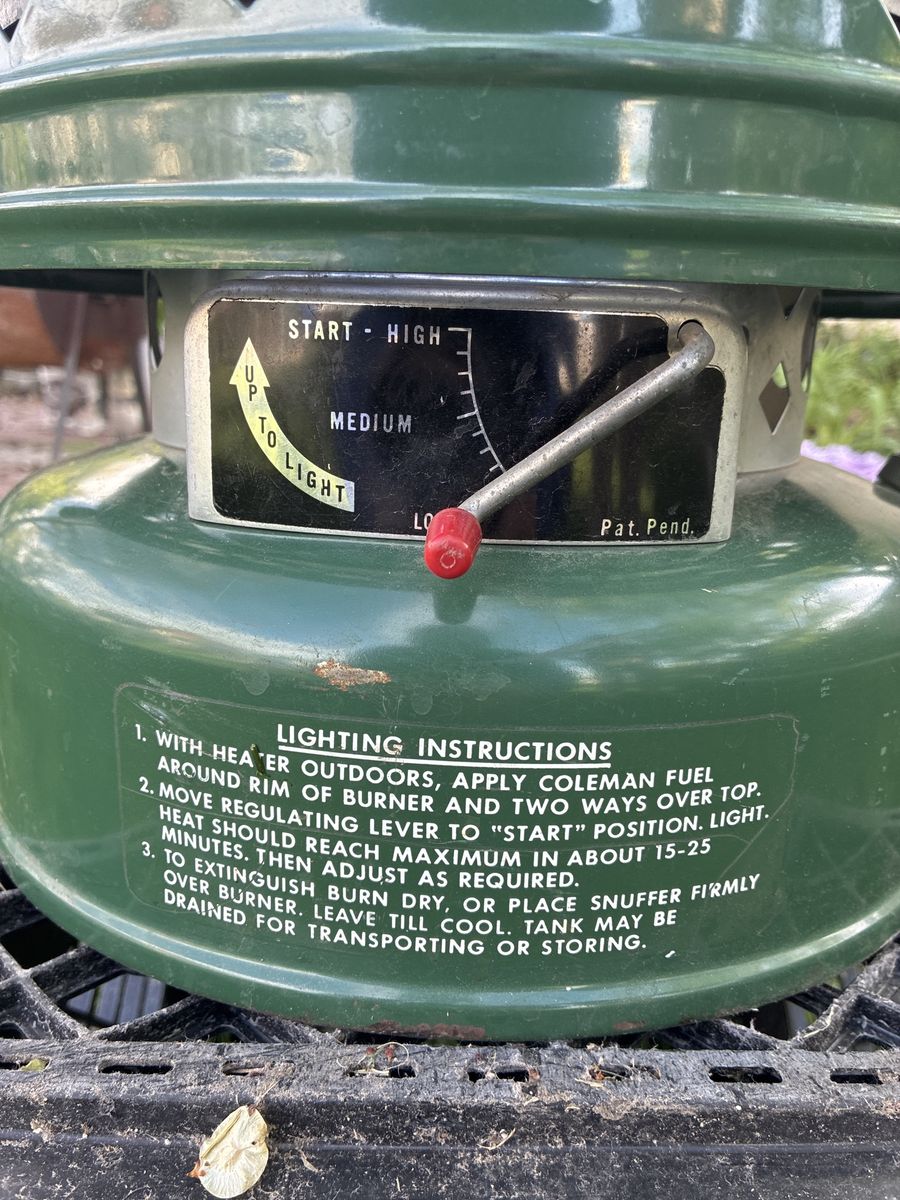 START - HIGH
UP TO LIGHT
MEDIUM
Pat. Pend.
LIGHTING INSTRUCTIONS
1. WITH HEATER OUTDOORS, APPLY COLEMAN FUEL
AROUND RIM OF BURNER AND TWO WAYS OVER TOP.
2. MOVE REGULATING LEVER TO "START" POSITION. LIGHT.
HEAT SHOULD REACH MAXIMUM IN ABOUT 15-25
MINUTES. THEN ADJUST AS REQUIRED.
3. TO EXTINGUISH BURN DRY, OR PLACE SNUFFER FIRMLY
OVER BURNER. LEAVE TILL COOL. TANK MAY BE
DRAINED FOR TRANSPORTING OR STORING.